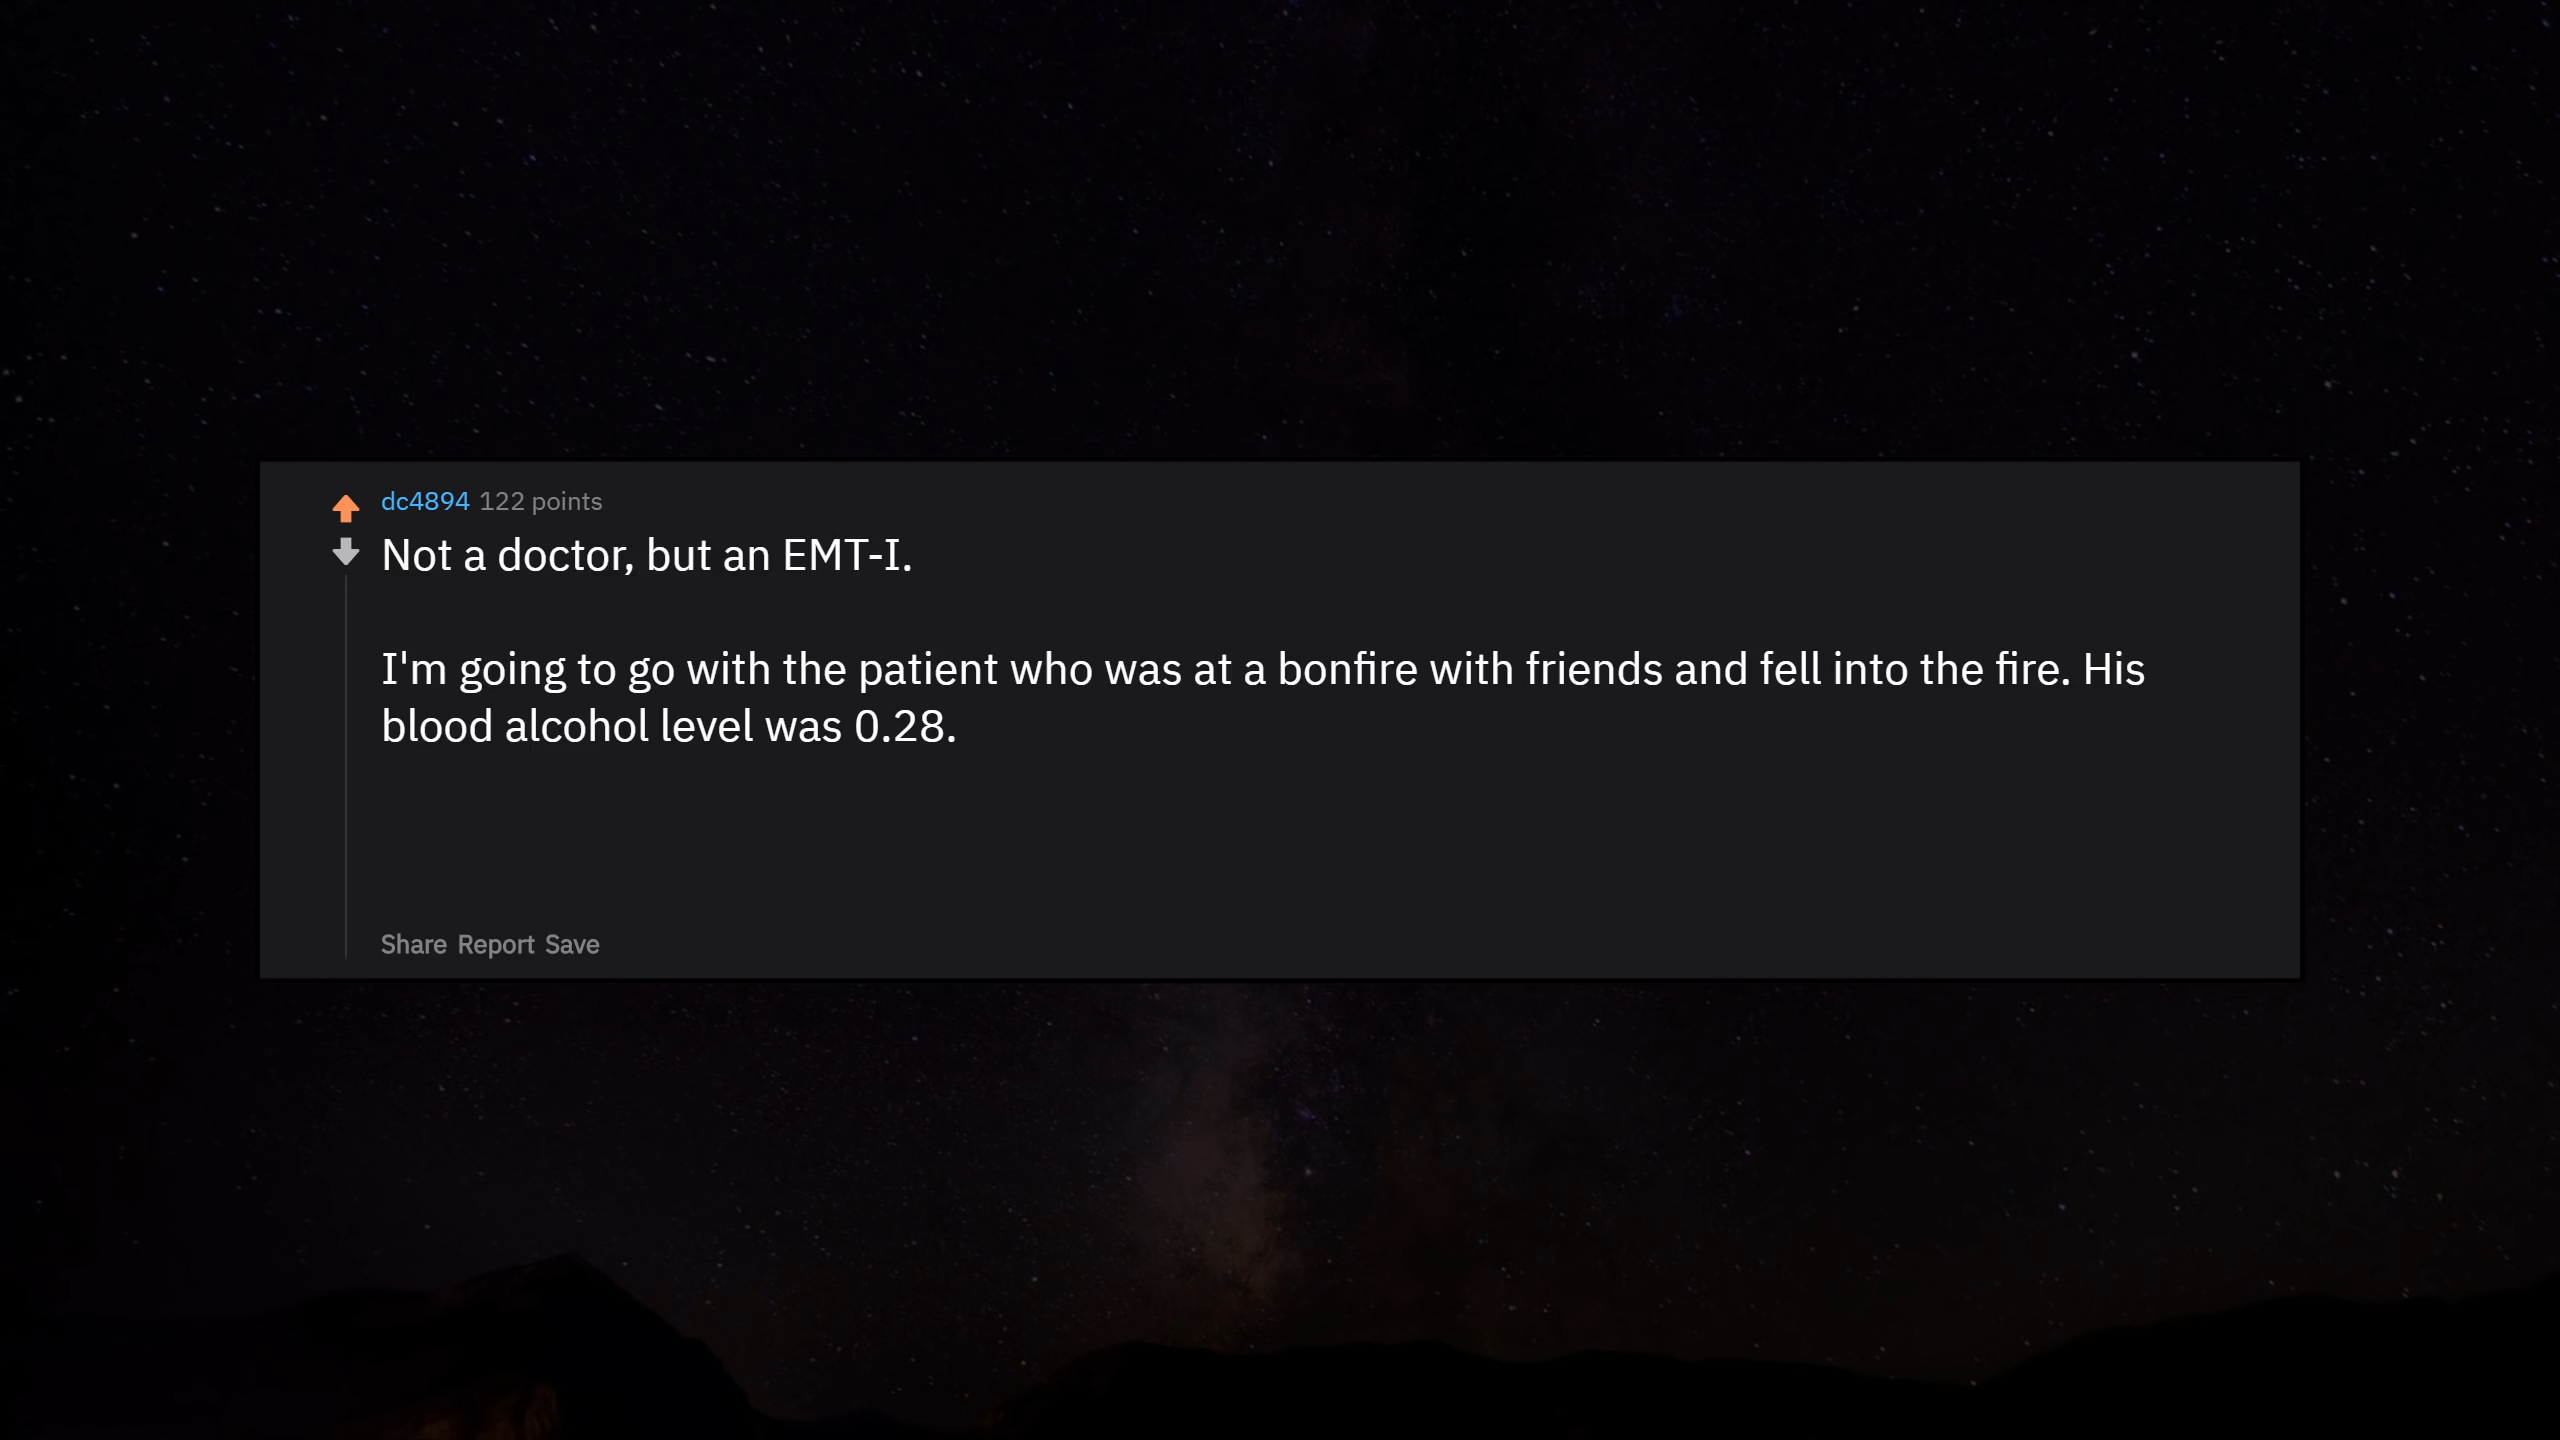 dc4894 122 points
Not a doctor, but an EMT-I.
I'm going to go with the patient who was at a bonfire with friends and fell into the fire. His
blood alcohol level was 0.28.
Share Report Save